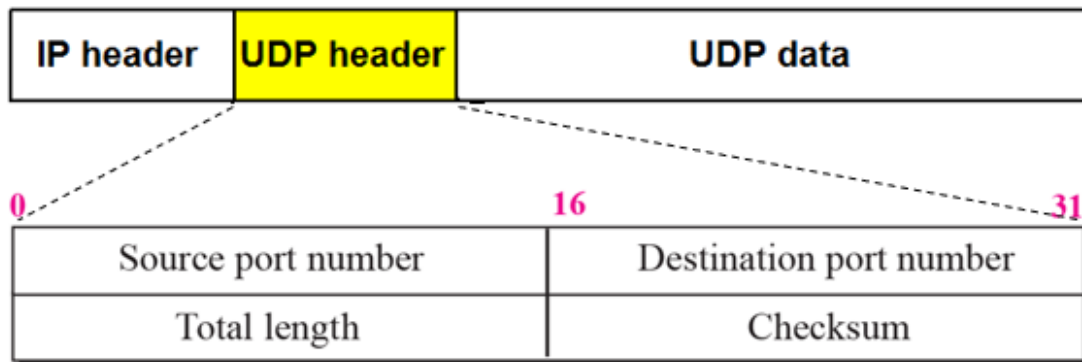 IP header UDP header UDP data
0 16 31
Source port number Destination port number
Total length Checksum